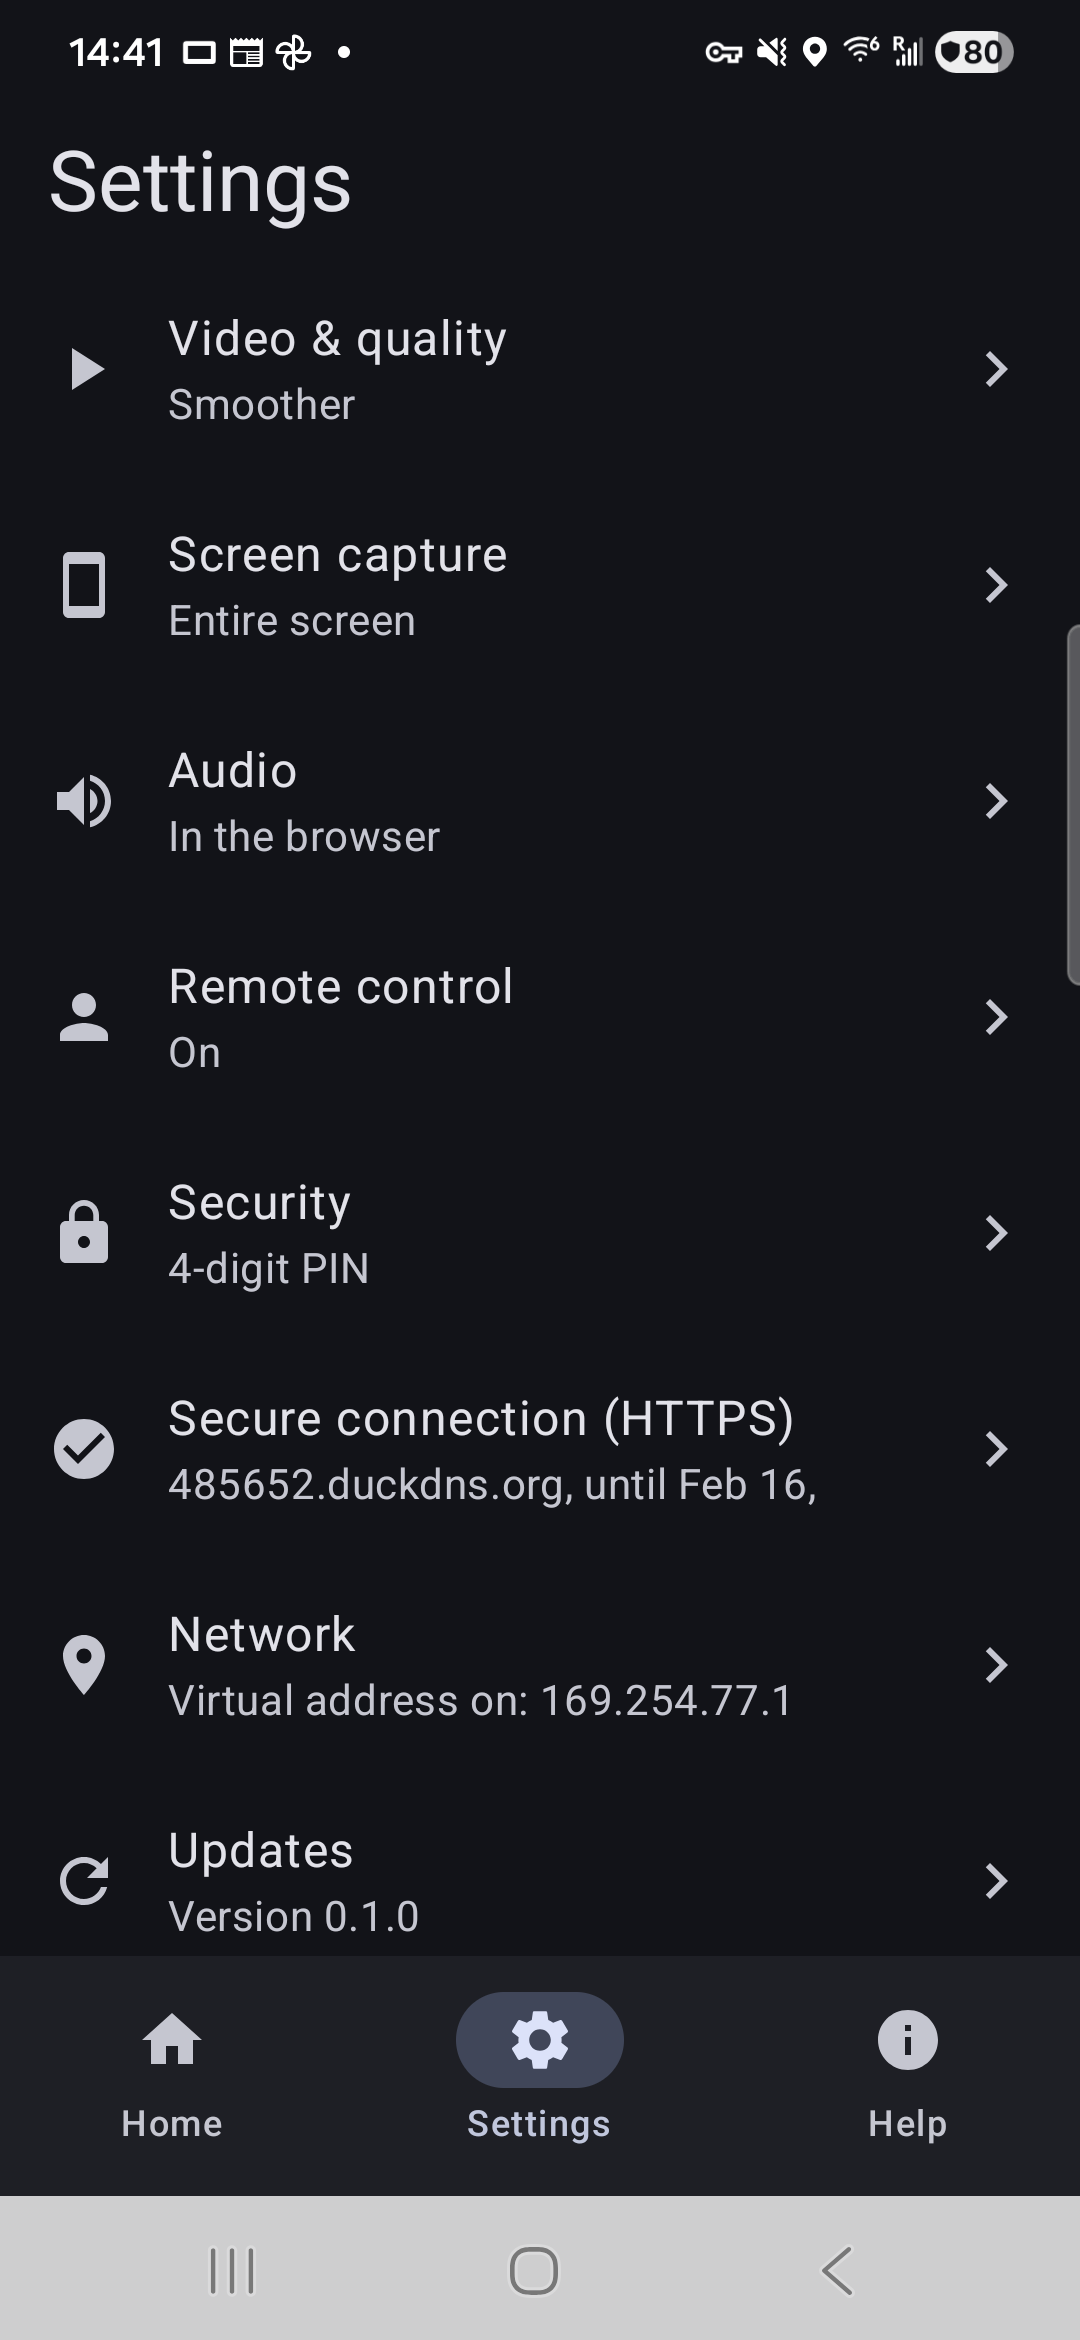 14:41
R
80
Settings
Video & quality
Smoother
Screen capture
Entire screen
Audio
In the browser
Remote control
On
Security
4-digit PIN
Secure connection (HTTPS)
485652.duckdns.org, until Feb 16,
Network
Virtual address on: 169.254.77.1
Updates
Version 0.1.0
Home
Settings
Help